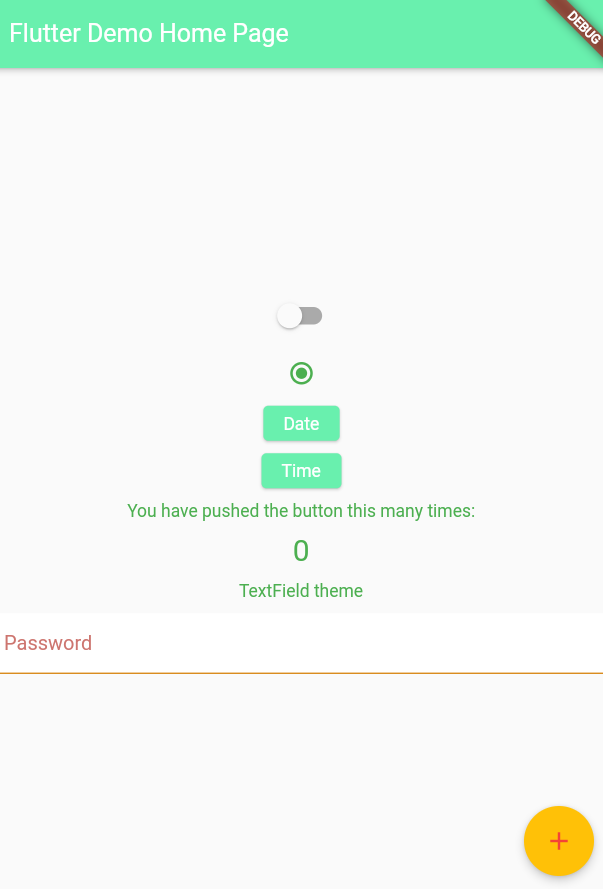 Flutter Demo Home Page
DEBUG
Date
Time
You have pushed the button this many times:
0
TextField theme
Password